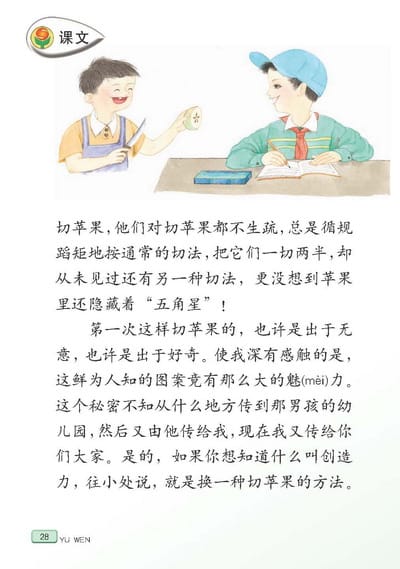 课文
切苹果，他们对切苹果都不生疏，总是循规
蹈矩地按通常的切法，把它们一切两半，却
从未见过还有另一种切法，更没想到苹果
里还隐藏着“五角星”！
第一次这样切苹果的，也许是出于无
意，也许是出于好奇。使我深有感触的是，
这鲜为人知的图案竟有那么大的魅(mèi)力。
这个秘密不知从什么地方传到那男孩的幼
儿园，然后又由他传给我，现在我又传给你
们大家。是的，如果你想知道什么叫创造
力，往小处说，就是换一种切苹果的方法。
28
YU WEN